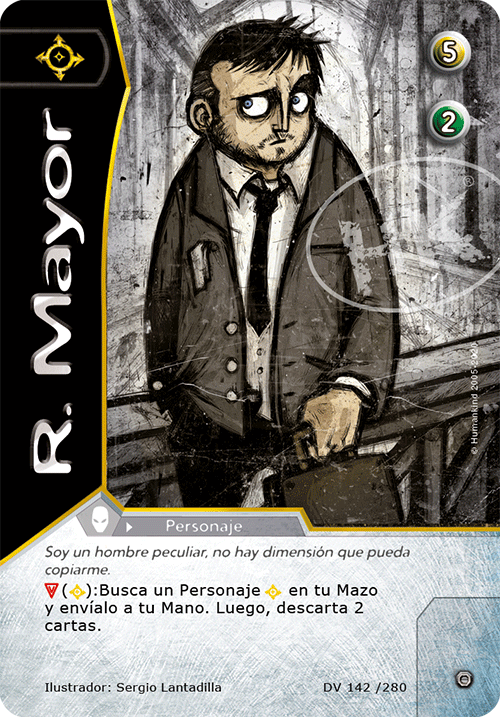 5
2
R. Mayor
®
© Humankind 2005-202
Personaje
Soy un hombre peculiar, no hay dimensión que pueda
copiarme.
( ):Busca un Personaje en tu Mazo
y envíalo a tu Mano. Luego, descarta 2
cartas.
Ilustrador: Sergio Lantadilla
DV 142 /280